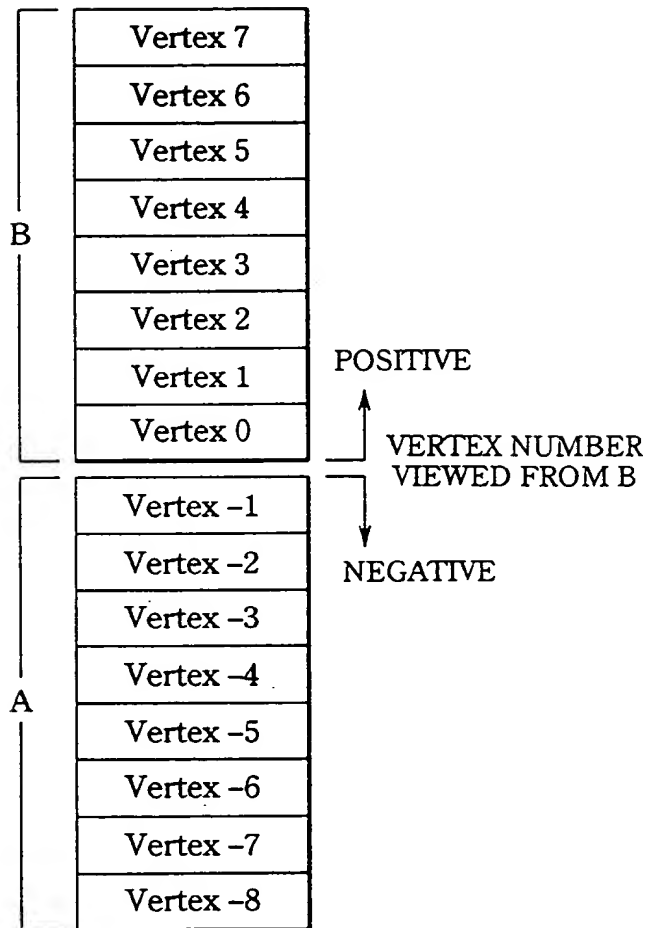 Vertex 7
Vertex 6
Vertex 5
Vertex 4
B
Vertex 3
Vertex 2
Vertex 1
POSITIVE
Vertex 0
VERTEX NUMBER
VIEWED FROM B
Vertex –1
Vertex –2
NEGATIVE
Vertex –3
Vertex –4
A
Vertex –5
Vertex –6
Vertex –7
Vertex –8